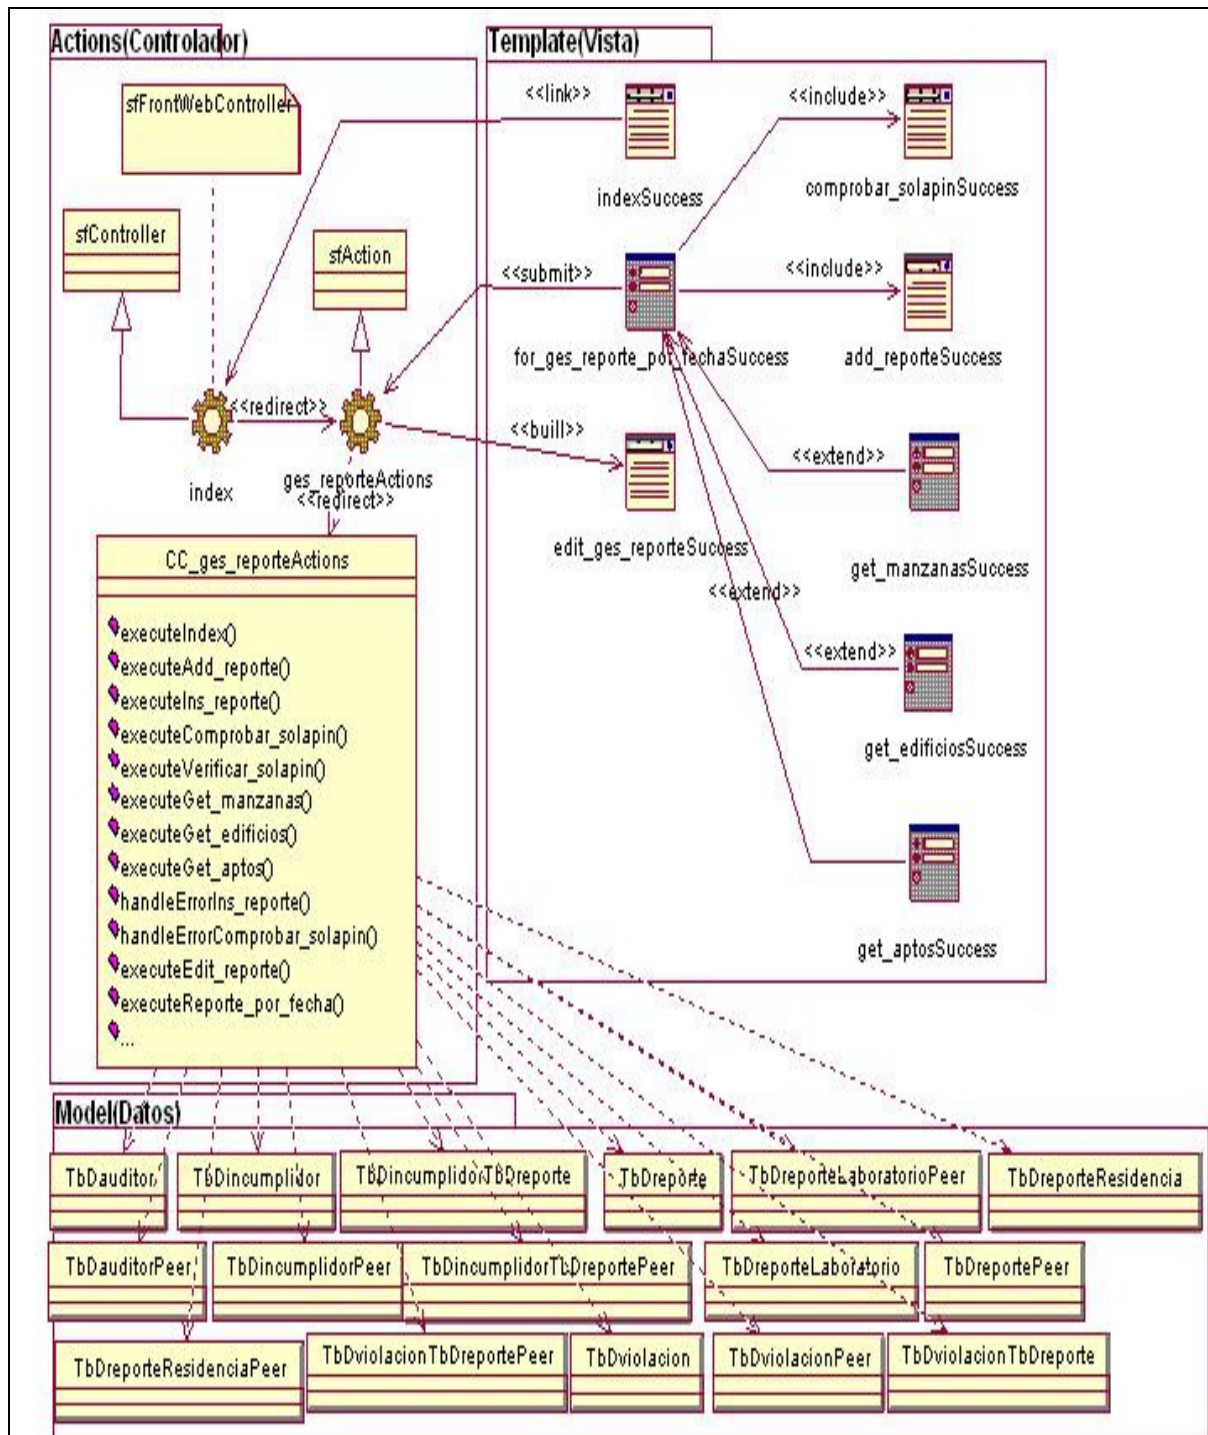 Actions(Controlador)
Template(Vista)
sfFrontWebController
<<link>>
<<include>>
indexSuccess
comprobar_solapinSuccess
sfController
sfAction
<<submit>>
<<include>>
for_ges_reporte_por_fechaSuccess
add_reporteSuccess
<<redirect>>
<<buill>>
<<extend>>
index
ges_reporteActions
<<redirect>>
edit_ges_reporteSuccess
get_manzanasSuccess
<<extend>>
<<extend>>
get_edificiosSuccess
get_aptosSuccess
CC_ges_reporteActions
executeIndex()
executeAdd_reporte()
executeIns_reporte()
executeComprobar_solapin()
executeVerificar_solapin()
executeGet_manzanas()
executeGet_edificios()
executeGet_aptos()
handleErrorIns_reporte()
handleErrorComprobar_solapin()
executeEdit_reporte()
executeReporte_por_fecha()
...
Model(Datos)
TbDauditor
TbDincumplidor
TbDincumplidorTbDreporte
TbDreporte
TbDreporteLaboratorioPeer
TbDreporteResidencia
TbDauditorPeer
TbDincumplidorPeer
TbDincumplidorTbDreportePeer
TbDreporteLaboratorio
TbDreportePeer
TbDreporteResidenciaPeer
TbDviolacionTbDreportePeer
TbDviolacion
TbDviolacionPeer
TbDviolacionTbDreporte